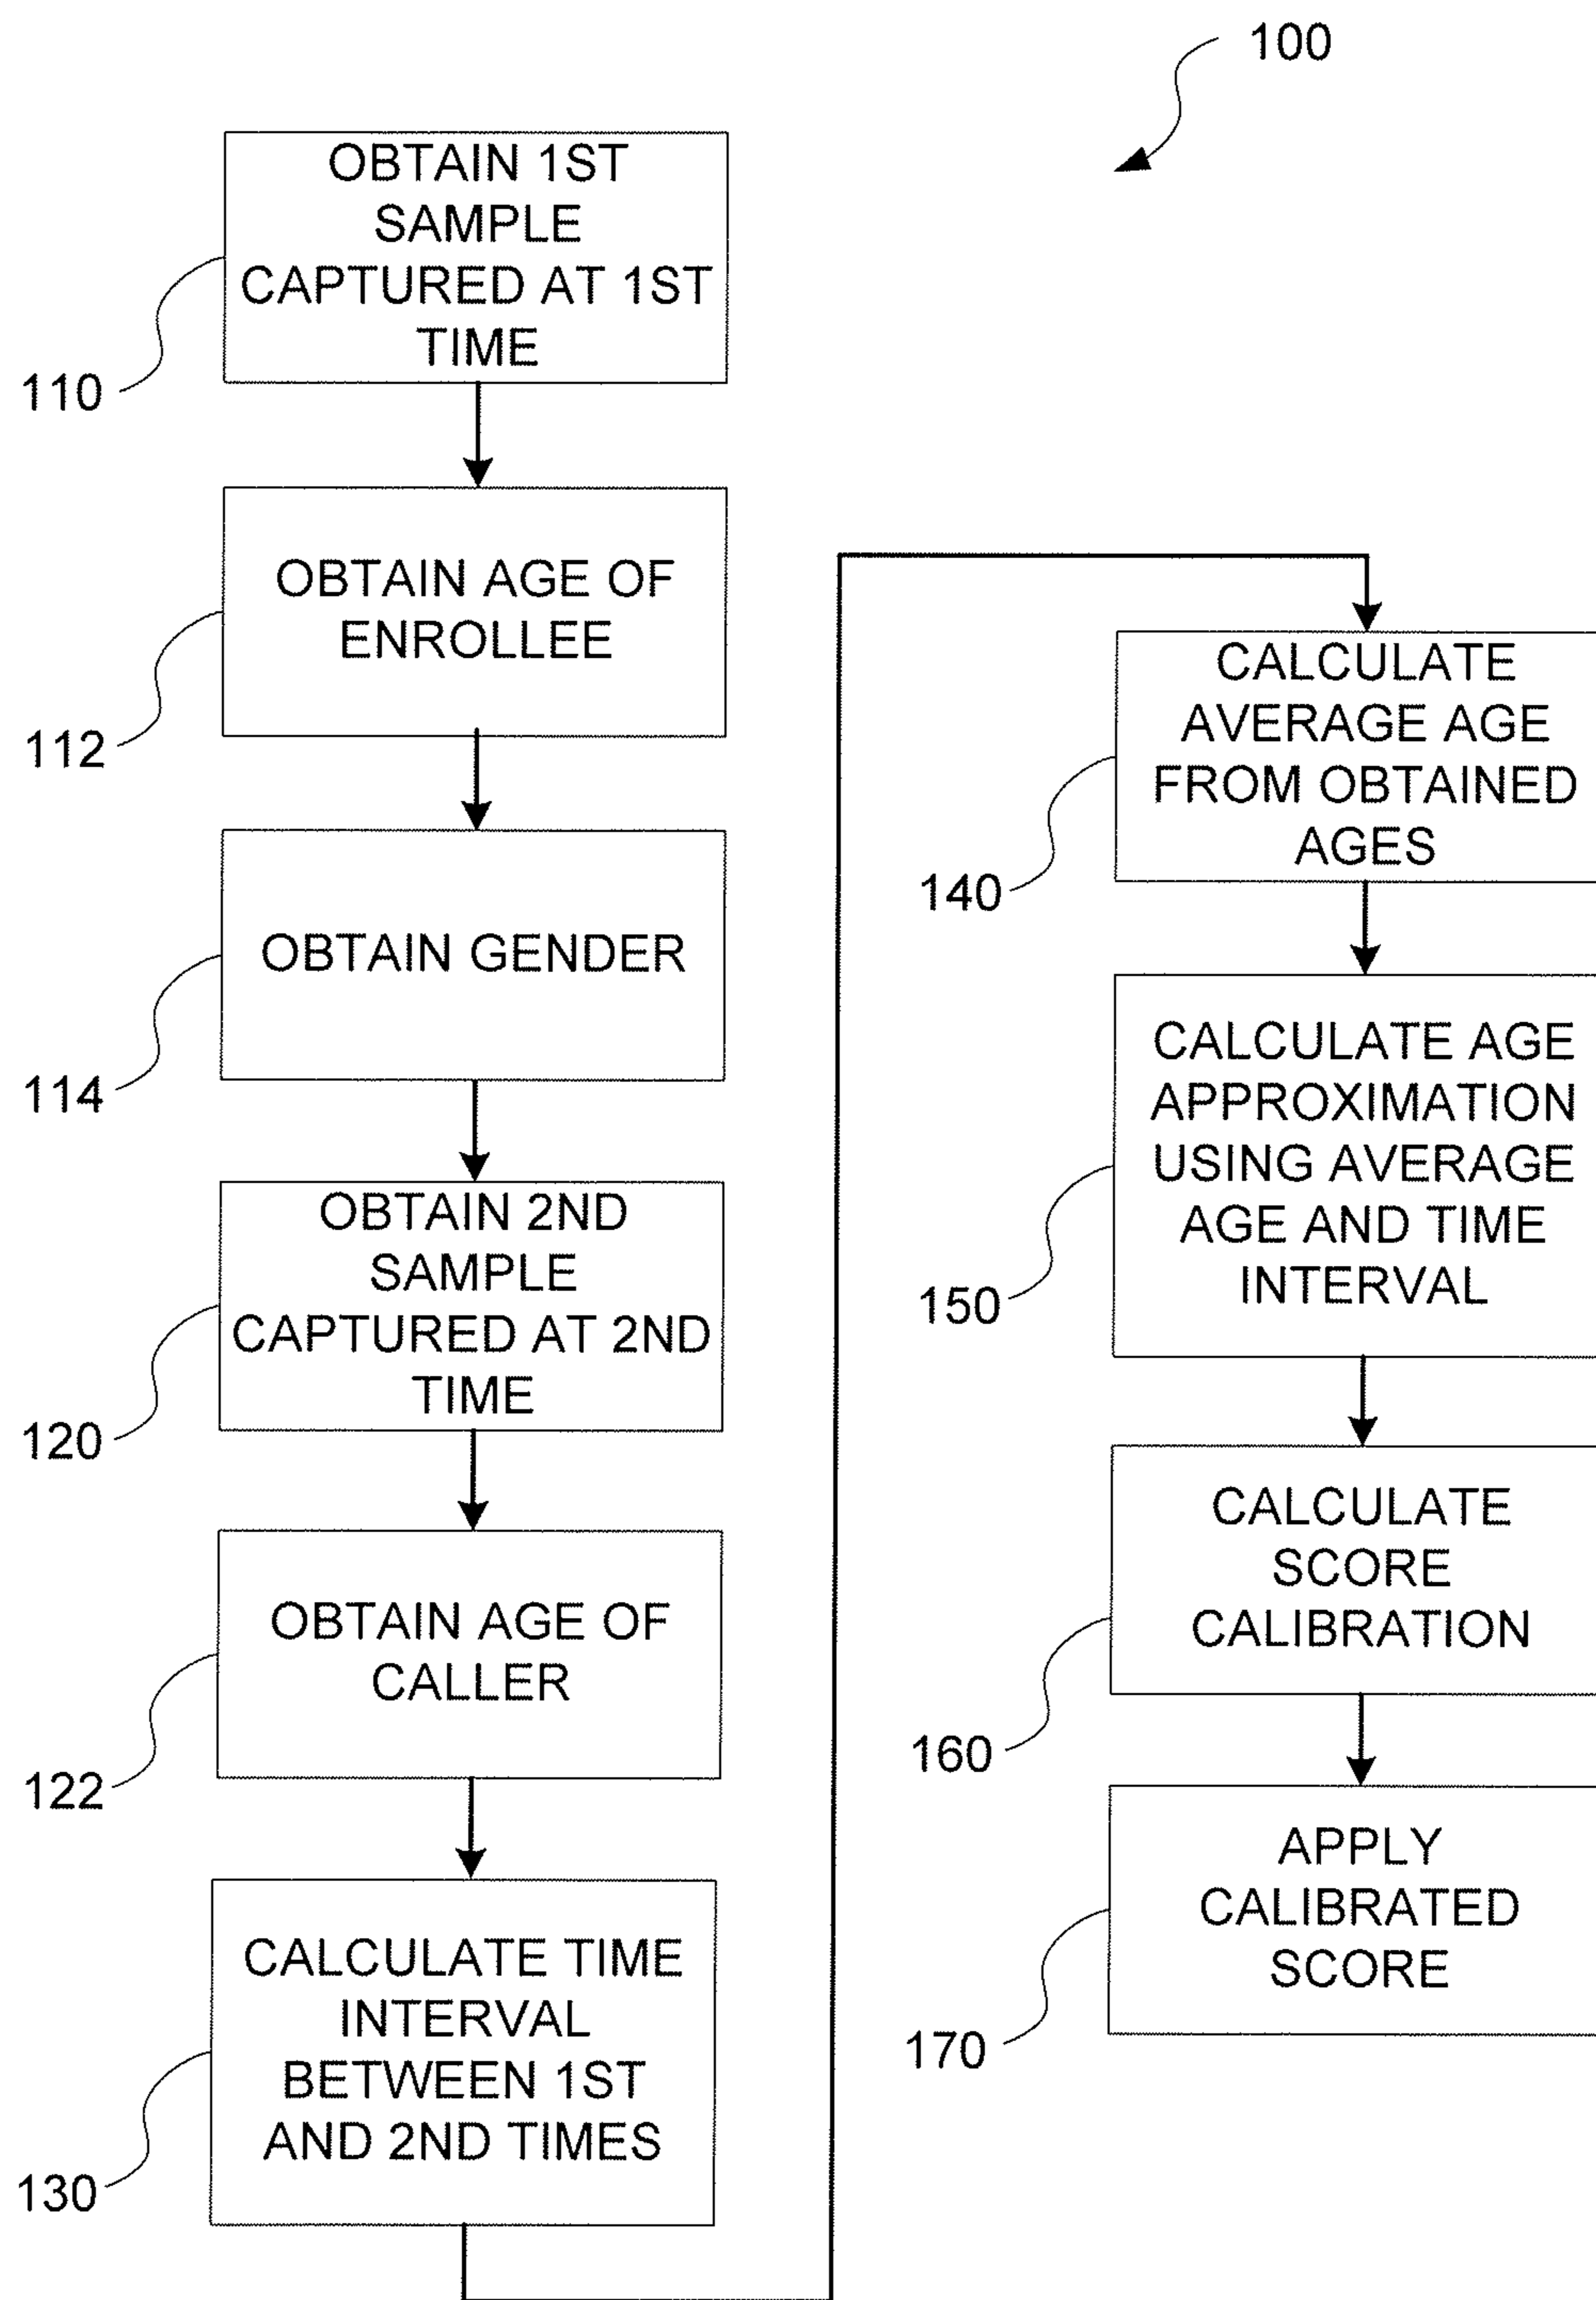 100
OBTAIN 1ST
SAMPLE
CAPTURED AT 1ST
TIME
110
OBTAIN AGE OF
ENROLLEE
112
OBTAIN GENDER
114
OBTAIN 2ND
SAMPLE
CAPTURED AT 2ND
TIME
120
OBTAIN AGE OF
CALLER
122
CALCULATE TIME
INTERVAL
BETWEEN 1ST
AND 2ND TIMES
130
CALCULATE
AVERAGE AGE
FROM OBTAINED
AGES
140
CALCULATE AGE
APPROXIMATION
USING AVERAGE
AGE AND TIME
INTERVAL
150
CALCULATE
SCORE
CALIBRATION
160
APPLY
CALIBRATED
SCORE
170